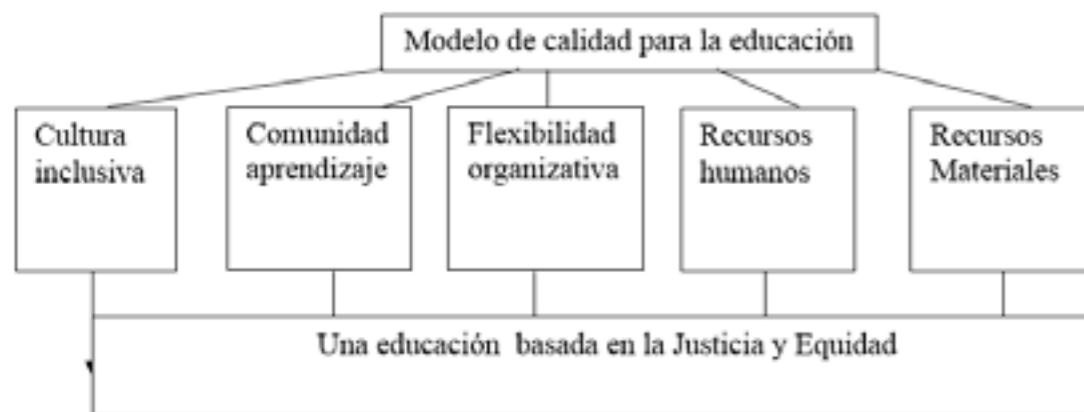 Modelo de calidad para la educación
Cultura
inclusiva
Comunidad
aprendizaje
Flexibilidad
organizativa
Recursos
humanos
Recursos
Materiales
Una educación basada en la Justicia y Equidad